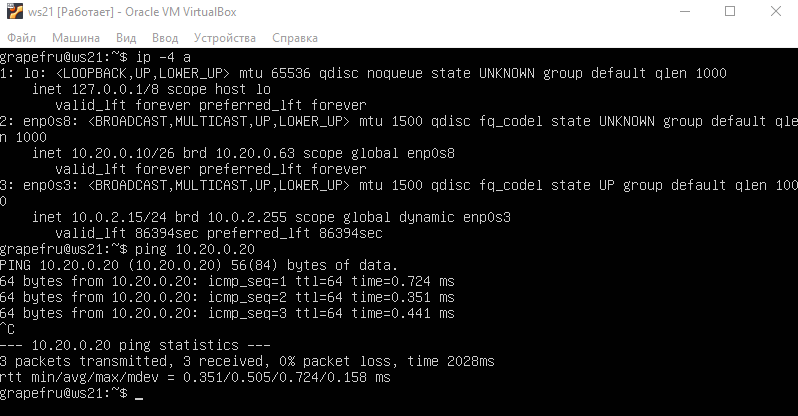 ws21 [Работает] - Oracle VM VirtualBox
Файл Машина Вид Ввод Устройства Справка
grapefru@ws21:~$ ip -4 a
1: lo: <LOOPBACK,UP,LOWER_UP> mtu 65536 qdisc noqueue state UNKNOWN group default qlen 1000
    inet 127.0.0.1/8 scope host lo
       valid_lft forever preferred_lft forever
2: enp0s8: <BROADCAST,MULTICAST,UP,LOWER_UP> mtu 1500 qdisc fq_codel state UNKNOWN group default qle
n 1000
    inet 10.20.0.10/26 brd 10.20.0.63 scope global enp0s8
       valid_lft forever preferred_lft forever
3: enp0s3: <BROADCAST,MULTICAST,UP,LOWER_UP> mtu 1500 qdisc fq_codel state UP group default qlen 100
0
    inet 10.0.2.15/24 brd 10.0.2.255 scope global dynamic enp0s3
       valid_lft 86394sec preferred_lft 86394sec
grapefru@ws21:~$ ping 10.20.0.20
PING 10.20.0.20 (10.20.0.20) 56(84) bytes of data.
64 bytes from 10.20.0.20: icmp_seq=1 ttl=64 time=0.724 ms
64 bytes from 10.20.0.20: icmp_seq=2 ttl=64 time=0.351 ms
64 bytes from 10.20.0.20: icmp_seq=3 ttl=64 time=0.441 ms
^C
--- 10.20.0.20 ping statistics ---
3 packets transmitted, 3 received, 0% packet loss, time 2028ms
rtt min/avg/max/mdev = 0.351/0.505/0.724/0.158 ms
grapefru@ws21:~$ _